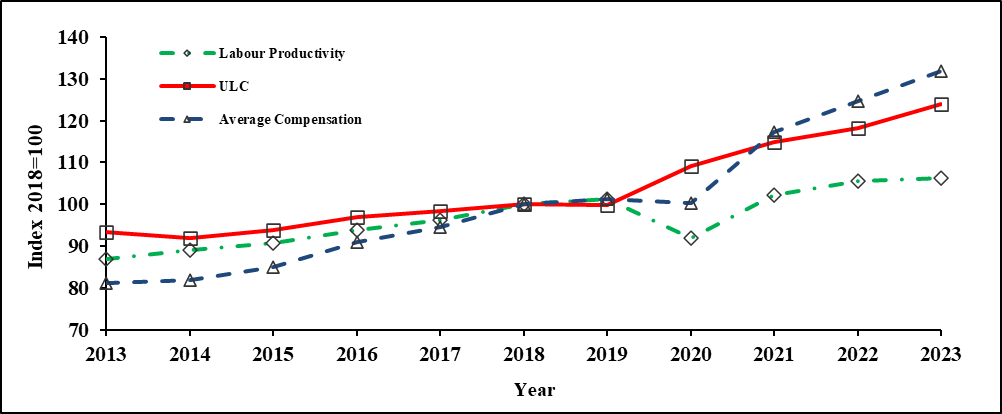 140
130
120
110
100
90
80
70
Index 2018=100
Labour Productivity
ULC
Average Compensation
2013 2014 2015 2016 2017 2018 2019 2020 2021 2022 2023
Year